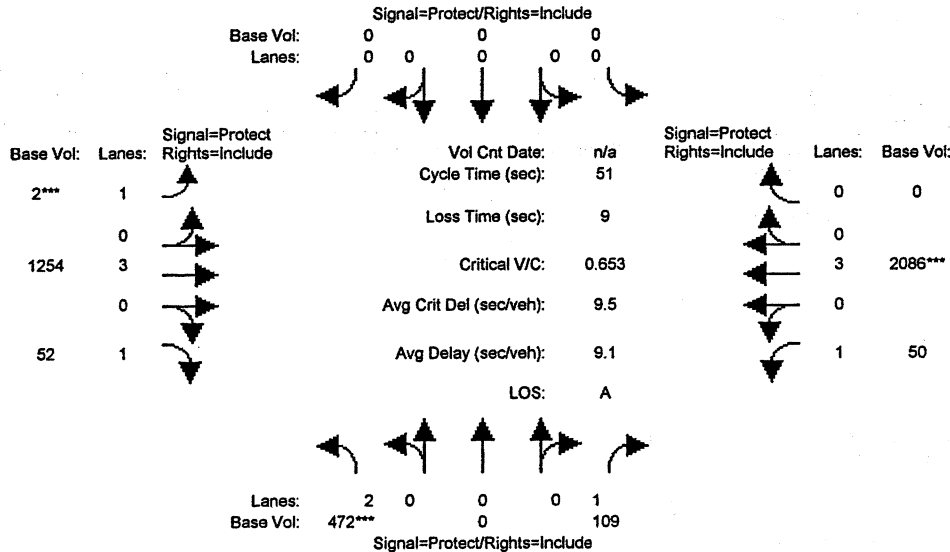 Signal=Protect/Rights=Include
Base Vol: 0 0 0
Lanes: 0 0 0 0 0
Signal=Protect
Base Vol: Lanes: Rights=Include
Vol Cnt Date: n/a
Signal=Protect
Rights=Include Lanes: Base Vol:
2*** 1
Cycle Time (sec): 51
0 0
0
Loss Time (sec): 9
0
1254 3
Critical V/C: 0.653
3 2086***
0
Avg Crit Del (sec/veh): 9.5
0
52 1
Avg Delay (sec/veh): 9.1
1 50
LOS: A
Lanes: 2 0 0 0 1
Base Vol: 472*** 0 109
Signal=Protect/Rights=Include